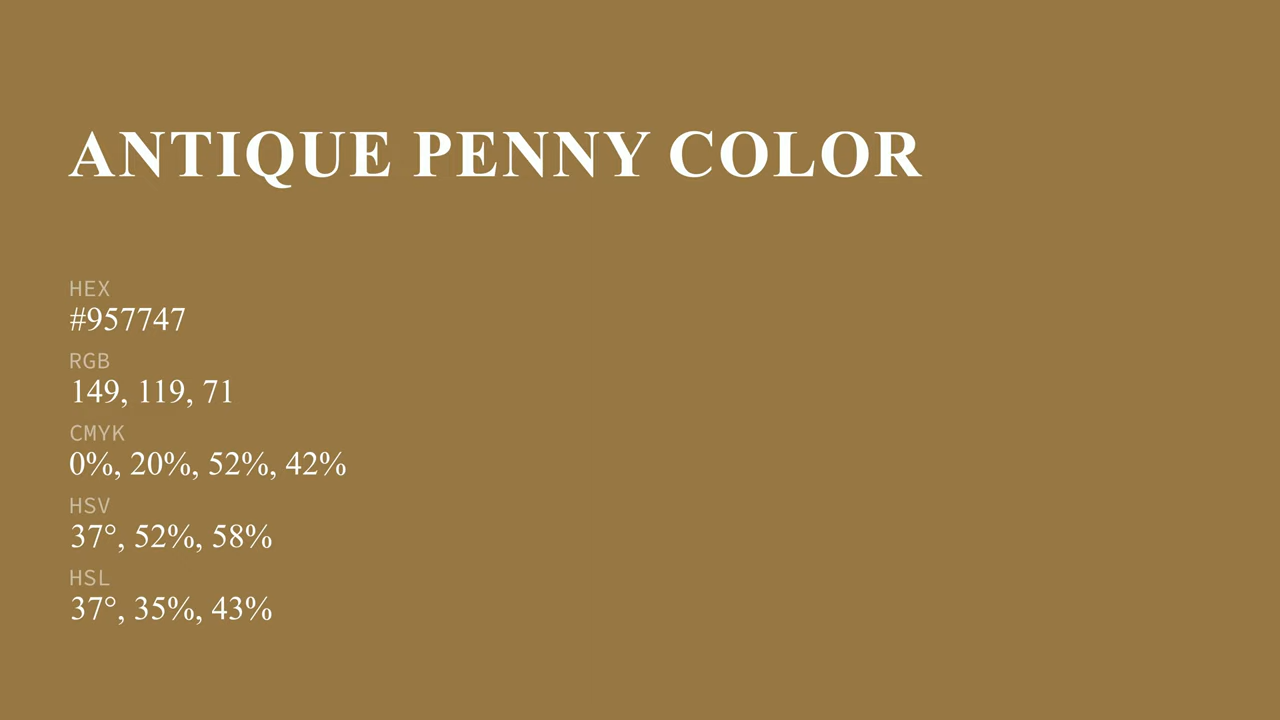 ANTIQUE PENNY COLOR
HEX
#957747
RGB
149, 119, 71
CMYK
0%, 20%, 52%, 42%
HSV
37°, 52%, 58%
HSL
37°, 35%, 43%